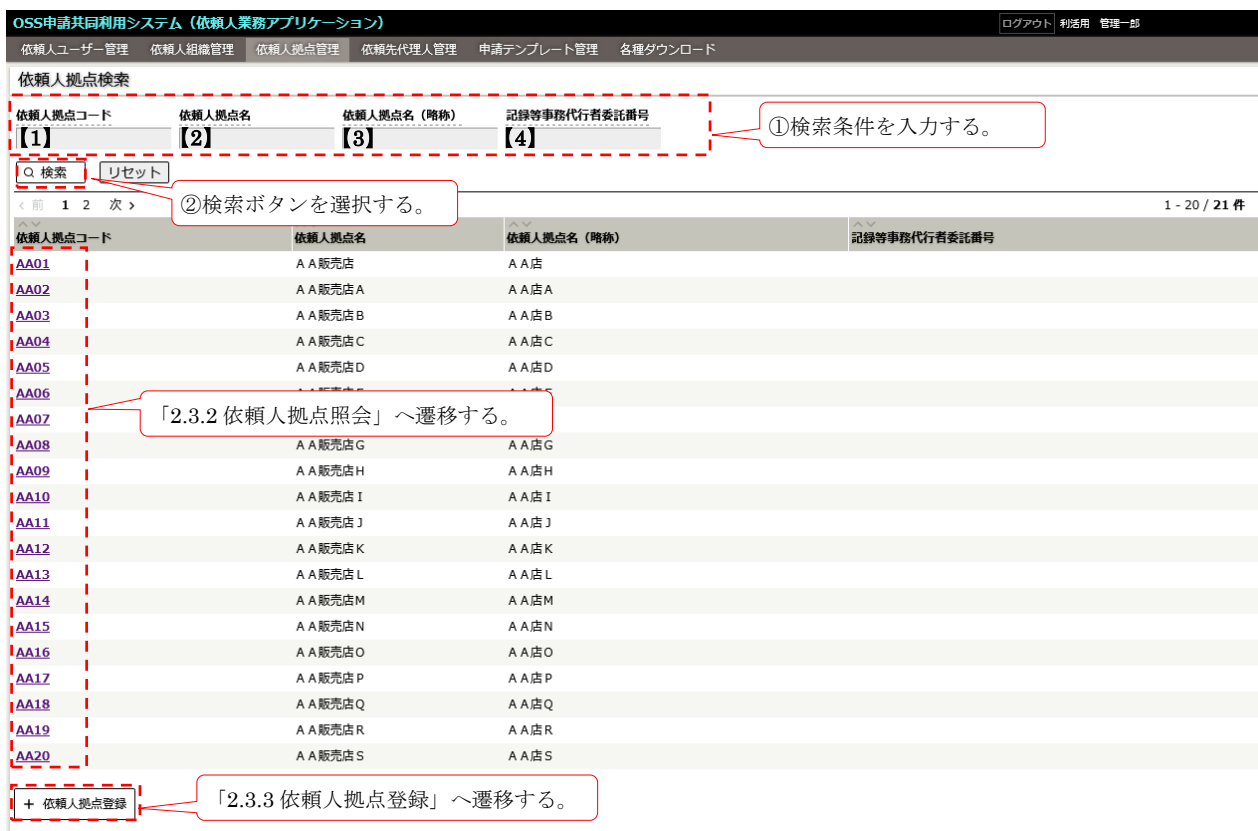 OSS申請共同利用システム（依頼人業務アプリケーション） ログアウト 利活用 管理一郎
依頼人ユーザー管理 依頼人組織管理 依頼人拠点管理 依頼先代理人管理 申請テンプレート管理 各種ダウンロード
依頼人拠点検索
依頼人拠点コード 依頼人拠点名 依頼人拠点名（略称） 記録等事務代行者委託番号
【1】 【2】 【3】 【4】
①検索条件を入力する。
検索 リセット
②検索ボタンを選択する。
< 前 1 2 次 > 1 - 20 / 21 件
依頼人拠点コード 依頼人拠点名 依頼人拠点名（略称） 記録等事務代行者委託番号
AA01 ＡＡ販売店 ＡＡ店
AA02 ＡＡ販売店Ａ ＡＡ店Ａ
AA03 ＡＡ販売店Ｂ ＡＡ店Ｂ
AA04 ＡＡ販売店Ｃ ＡＡ店Ｃ
AA05 ＡＡ販売店Ｄ ＡＡ店Ｄ
AA06
「2.3.2 依頼人拠点照会」へ遷移する。
AA07
AA08 ＡＡ販売店Ｇ ＡＡ店Ｇ
AA09 ＡＡ販売店Ｈ ＡＡ店Ｈ
AA10 ＡＡ販売店Ｉ ＡＡ店Ｉ
AA11 ＡＡ販売店Ｊ ＡＡ店Ｊ
AA12 ＡＡ販売店Ｋ ＡＡ店Ｋ
AA13 ＡＡ販売店Ｌ ＡＡ店Ｌ
AA14 ＡＡ販売店Ｍ ＡＡ店Ｍ
AA15 ＡＡ販売店Ｎ ＡＡ店Ｎ
AA16 ＡＡ販売店Ｏ ＡＡ店Ｏ
AA17 ＡＡ販売店Ｐ ＡＡ店Ｐ
AA18 ＡＡ販売店Ｑ ＡＡ店Ｑ
AA19 ＡＡ販売店Ｒ ＡＡ店Ｒ
AA20 ＡＡ販売店Ｓ ＡＡ店Ｓ
＋ 依頼人拠点登録
「2.3.3 依頼人拠点登録」へ遷移する。